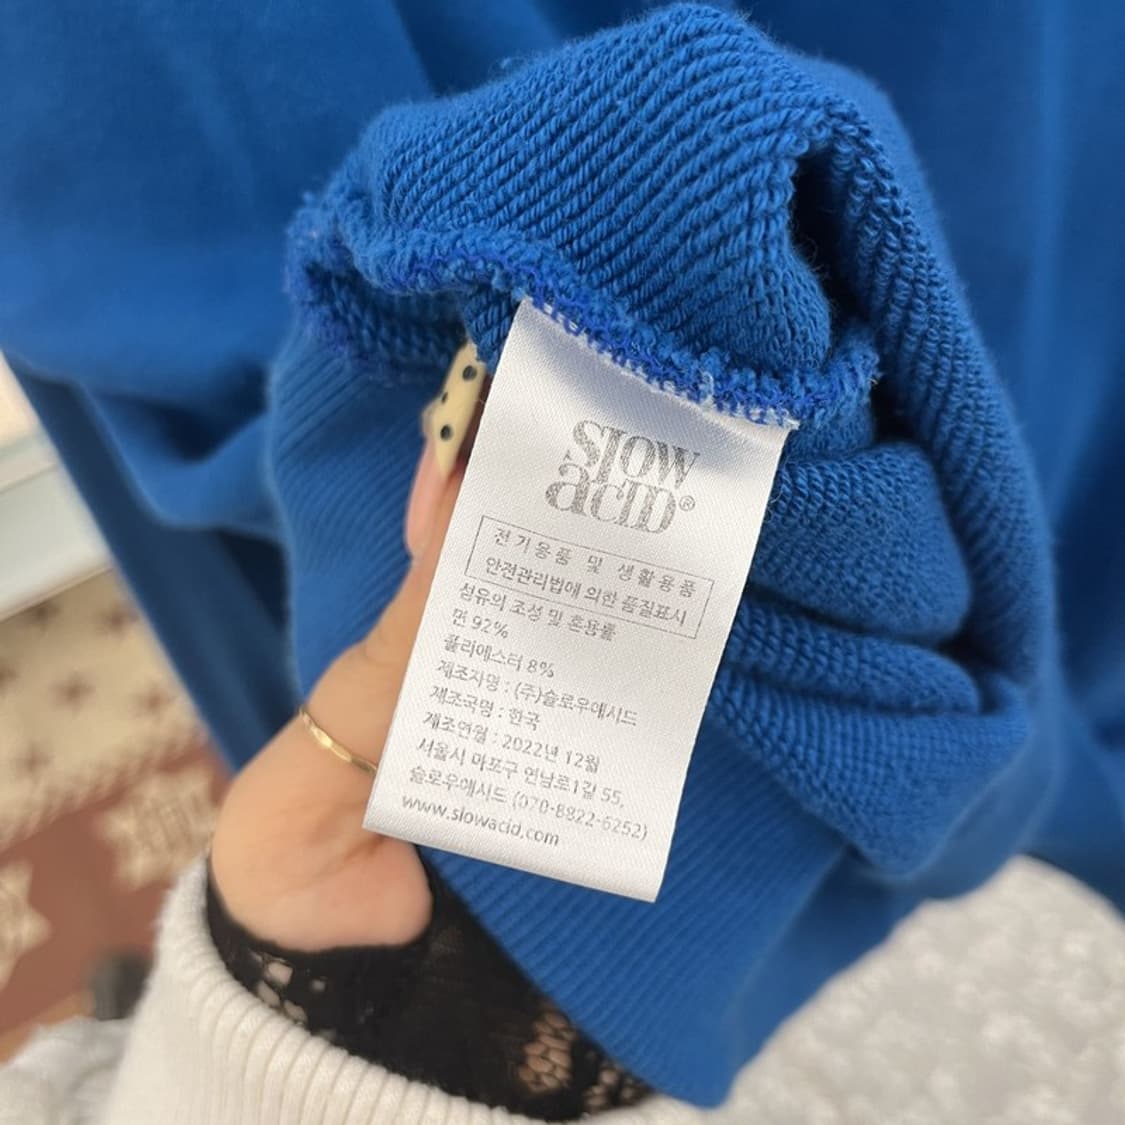 slow
acid®
전기용품 및 생활용품
안전관리법에 의한 품질표시
섬유의 조성 및 혼용률
면 92%
폴리에스터 8%
제조자명 : (주)슬로우에시드
제조국명 : 한국
제조연월 : 2022년 12월
서울시 마포구 연남로1길 55,
슬로우에시드 (070-8822-6252)
www.slowacid.com